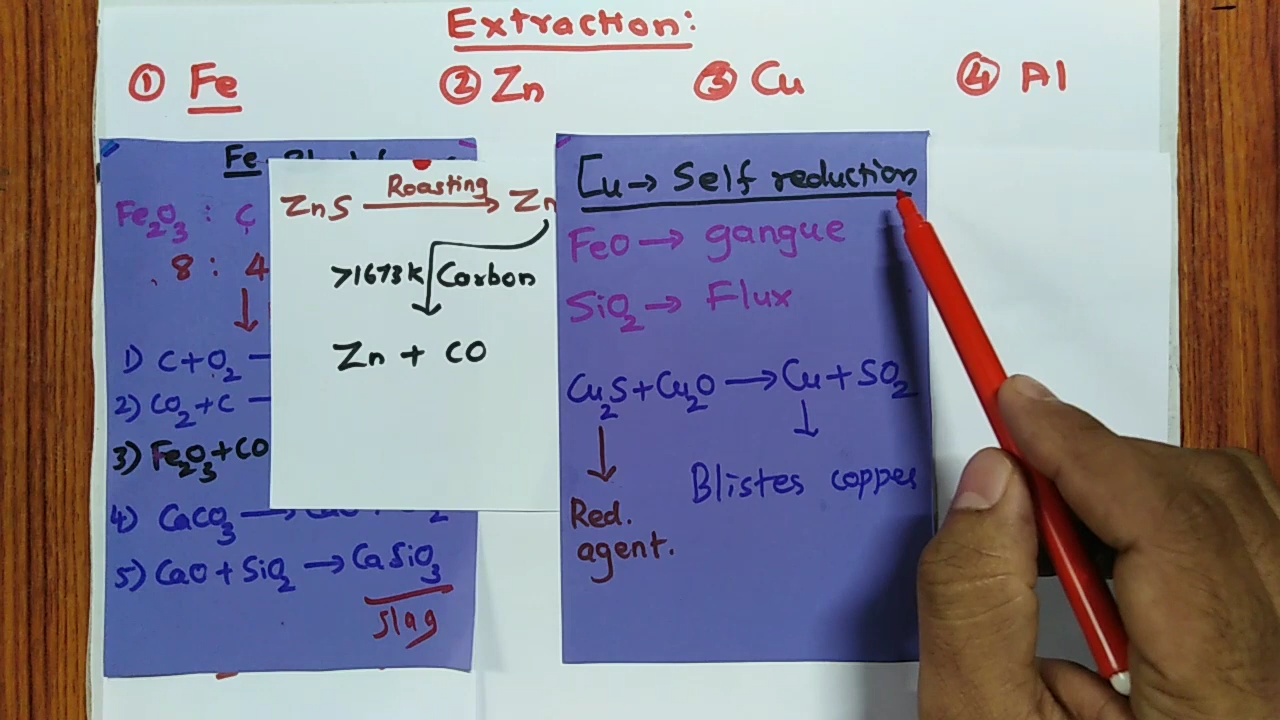 Extraction:
① Fe
② Zn
③ Cu
④ Al
Fe
Fe₂O₃ : C
8 : 4
1) C + O₂ —
2) CO₂ + C —
3) Fe₂O₃ + CO
4) CaCO₃ —
5) CaO + SiO₂ → CaSiO₃
slag
ZnS Roasting → Zn
>1673K Carbon
Zn + CO
Cu → Self reduction
FeO → gangue
SiO₂ → Flux
Cu₂S + Cu₂O → Cu + SO₂
↓ ↓
Blister copper
Red.
agent.